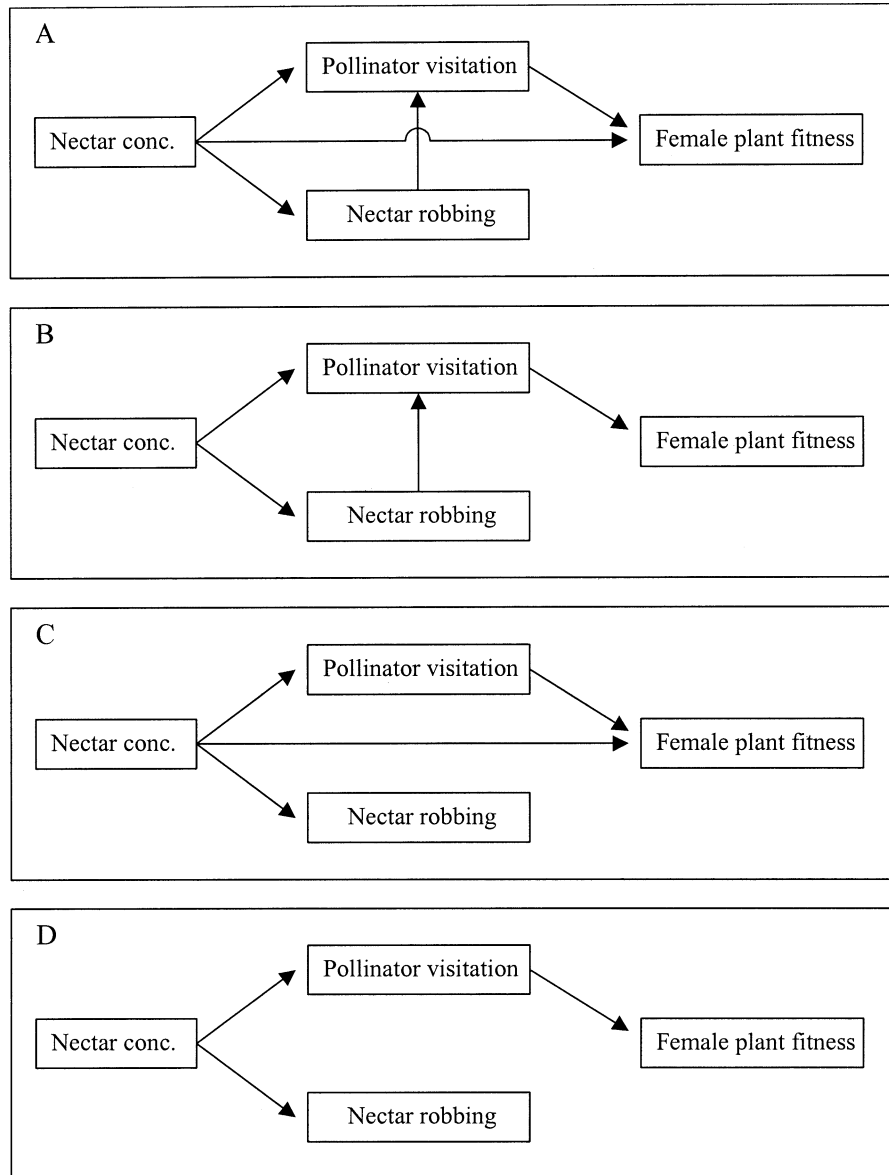 A
Pollinator visitation
Nectar conc.
Female plant fitness
Nectar robbing
B
Pollinator visitation
Nectar conc.
Female plant fitness
Nectar robbing
C
Pollinator visitation
Nectar conc.
Female plant fitness
Nectar robbing
D
Pollinator visitation
Nectar conc.
Female plant fitness
Nectar robbing